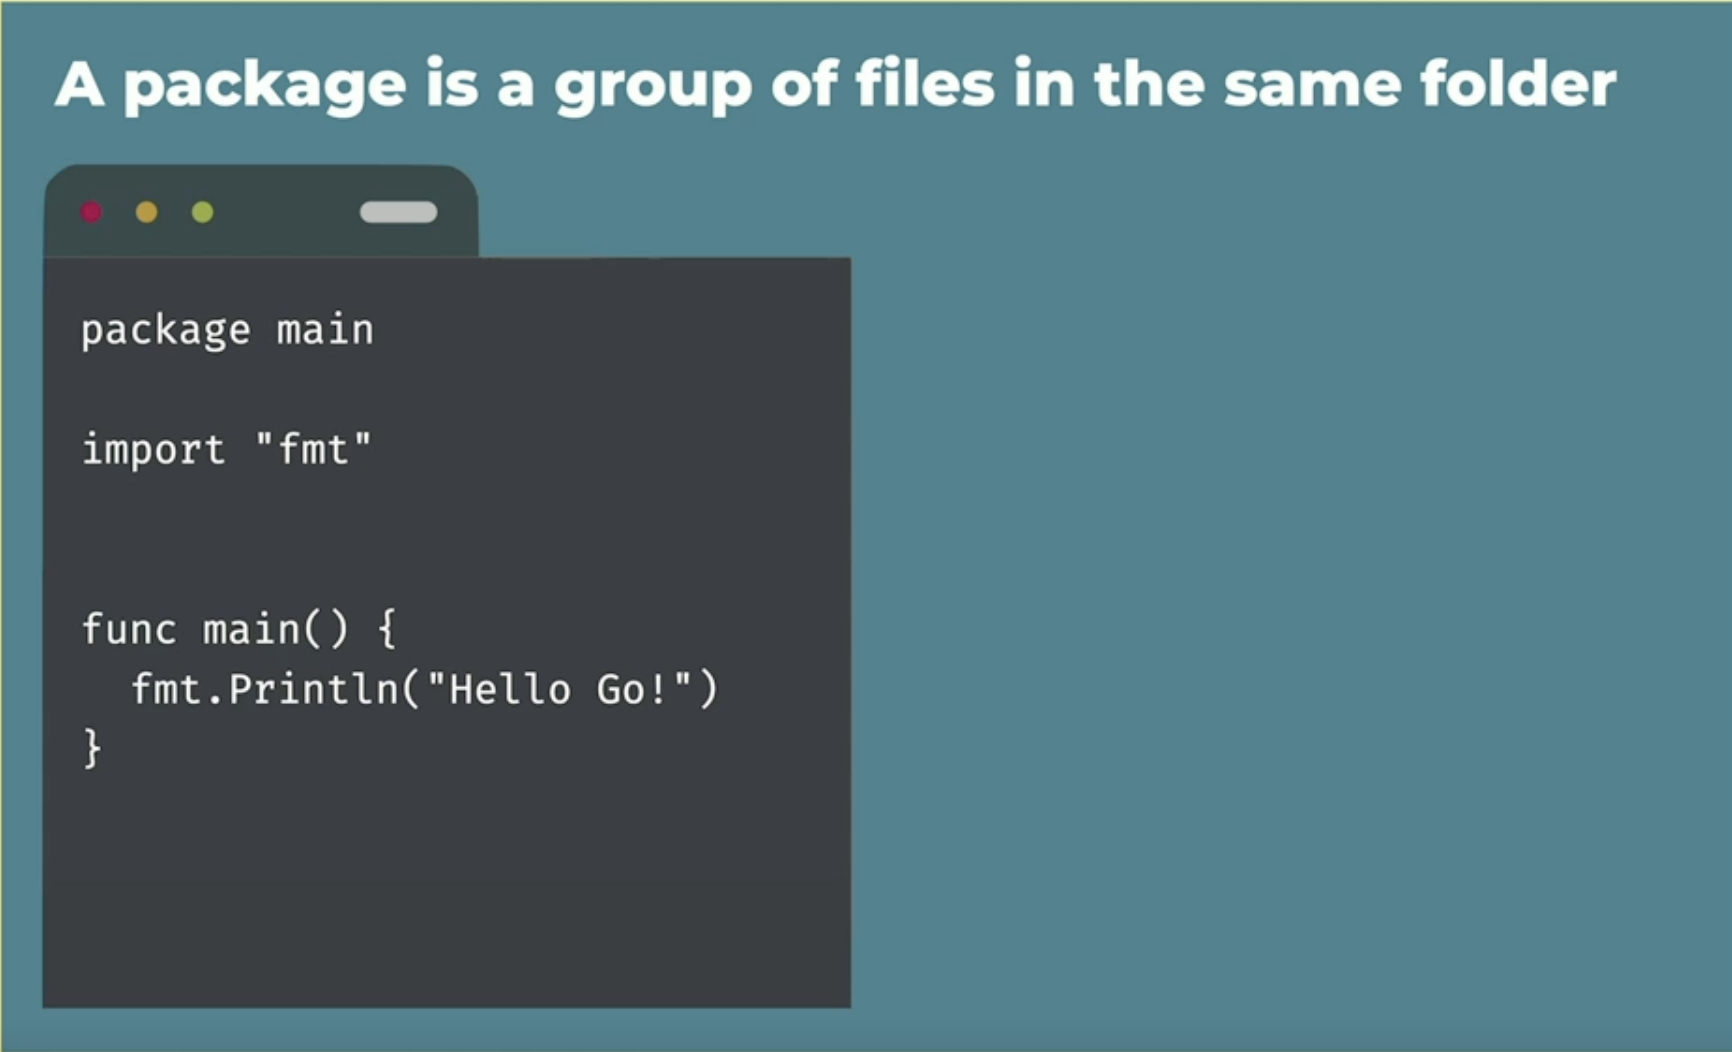 A package is a group of files in the same folder
package main
import "fmt"
func main() {
fmt.Println("Hello Go!")
}